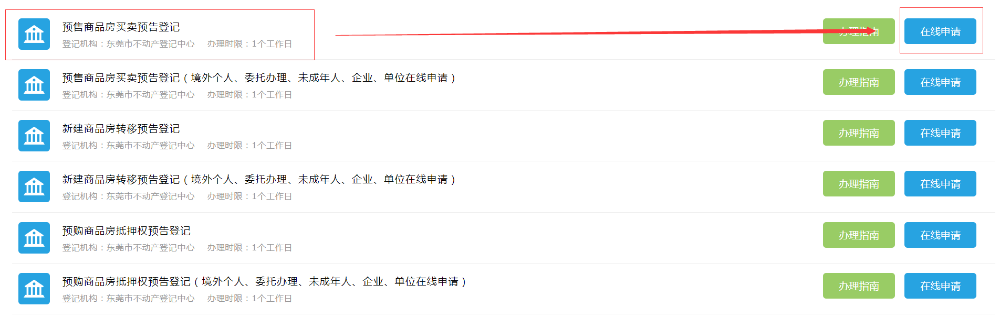 预售商品房买卖预告登记
登记机构：东莞市不动产登记中心 办理时限：1个工作日
办理指南 在线申请
预售商品房买卖预告登记（境外个人、委托办理、未成年人、企业、单位在线申请）
登记机构：东莞市不动产登记中心 办理时限：1个工作日
办理指南 在线申请
新建商品房转移预告登记
登记机构：东莞市不动产登记中心 办理时限：1个工作日
办理指南 在线申请
新建商品房转移预告登记（境外个人、委托办理、未成年人、企业、单位在线申请）
登记机构：东莞市不动产登记中心 办理时限：1个工作日
办理指南 在线申请
预购商品房抵押权预告登记
登记机构：东莞市不动产登记中心 办理时限：1个工作日
办理指南 在线申请
预购商品房抵押权预告登记（境外个人、委托办理、未成年人、企业、单位在线申请）
登记机构：东莞市不动产登记中心 办理时限：1个工作日
办理指南 在线申请